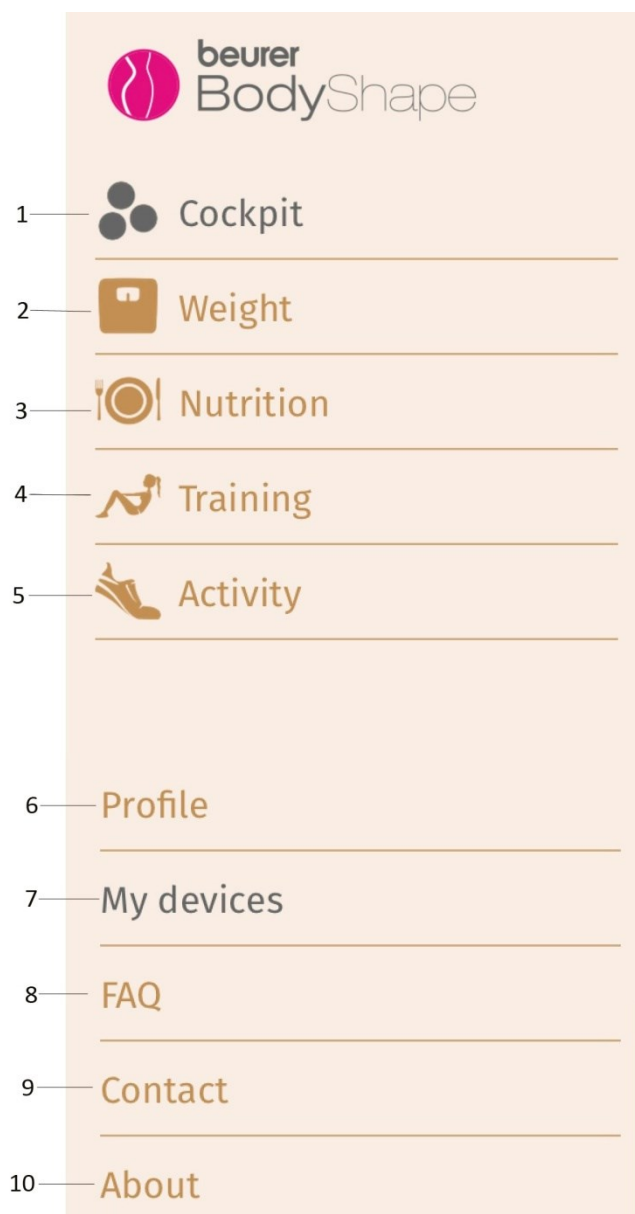 beurer
BodyShape
1 Cockpit
2 Weight
3 Nutrition
4 Training
5 Activity
6 Profile
7 My devices
8 FAQ
9 Contact
10 About